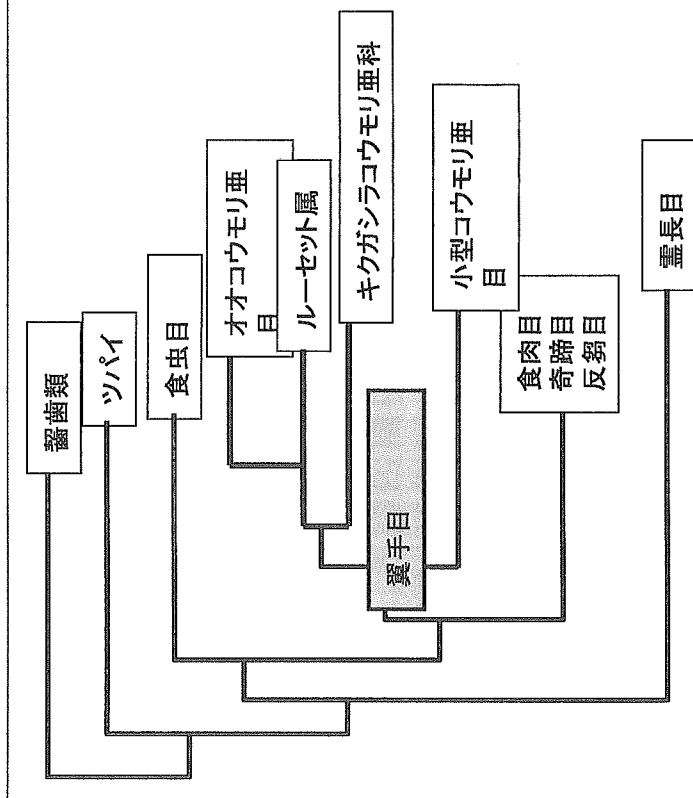 齧歯類
ツパイ
食虫目
オオコウモリ亜
目
ルーセット属
キクガシラコウモリ亜科
翼手目
小型コウモリ亜
目
食肉目
奇蹄目
反芻目
霊長目